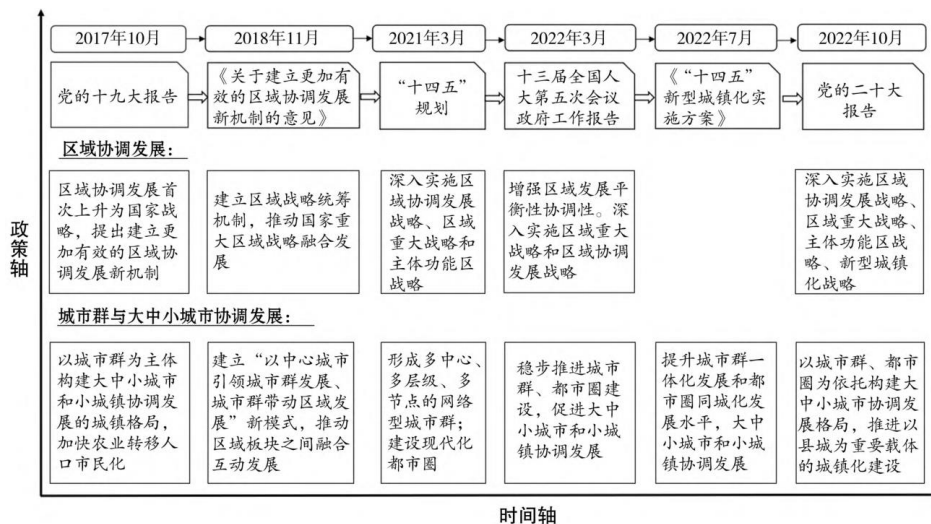 2017年10月
2018年11月
2021年3月
2022年3月
2022年7月
2022年10月
党的十九大报告
《关于建立更加有
效的区域协调发展
新机制的意见》
“十四五”
规划
十三届全国人
大第五次会议
政府工作报告
《“十四五”
新型城镇化实
施方案》
党的二十大
报告
区域协调发展：
区域协调发展首
次上升为国家战
略，提出建立更
加有效的区域协
调发展新机制
建立区域战略统筹
机制，推动国家重
大区域战略融合发
展
深入实施区
域协调发展
战略、区域
重大战略和
主体功能区
战略
增强区域发展平
衡性协调性。深
入实施区域重大
战略和区域协调
发展战略
深入实施区域
协调发展战略、
区域重大战略、
主体功能区战
略、新型城镇
化战略
政策轴
城市群与大中小城市协调发展：
以城市群为主体
构建大中小城市
和小城镇协调发
展的城镇格局，
加快农业转移人
口市民化
建立“以中心城市
引领城市群发展、
城市群带动区域发
展”新模式，推动
区域板块之间融合
互动发展
形成多中心、
多层级、多
节点的网络
型城市群；
建设现代化
都市圈
稳步推进城市
群、都市圈建
设，促进大中
小城市和小城
镇协调发展
提升城市群一
体化发展和都
市圈同城化发
展水平，大中
小城市和小城
镇协调发展
以城市群、都市
圈为依托构建大
中小城市协调发
展格局，推进以
县城为重要载体
的城镇化建设
时间轴